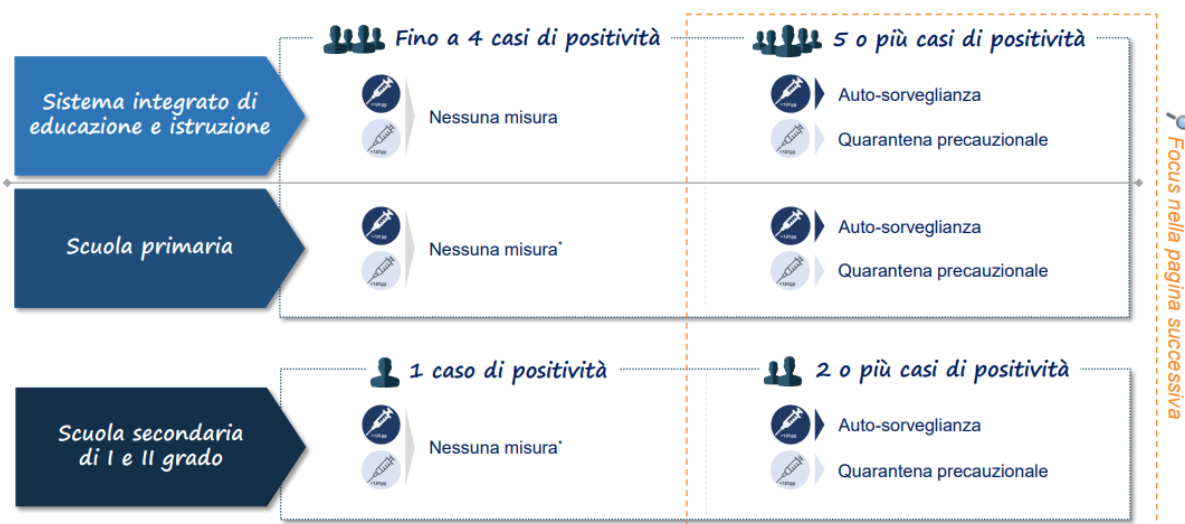 Fino a 4 casi di positività
5 o più casi di positività
Sistema integrato di
educazione e istruzione
Nessuna misura
Auto-sorveglianza
Quarantena precauzionale
Scuola primaria
Nessuna misura*
Auto-sorveglianza
Quarantena precauzionale
1 caso di positività
2 o più casi di positività
Scuola secondaria
di I e II grado
Nessuna misura*
Auto-sorveglianza
Quarantena precauzionale
Focus nella pagina successiva